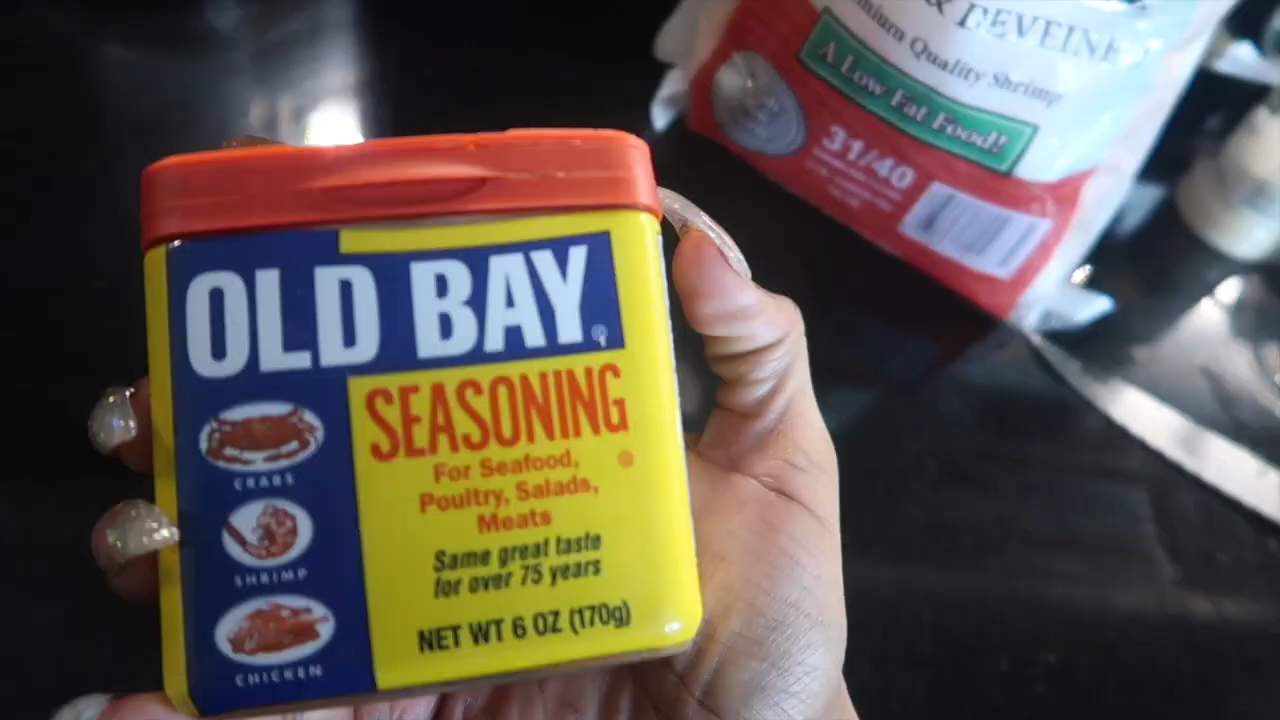 & DEVEINE
Premium Quality Shrimp
A Low Fat Food!
31/40
OLD BAY®
SEASONING
For Seafood,
Poultry, Salads,
Meats
Same great taste
for over 75 years
NET WT 6 OZ (170g)
CRABS
SHRIMP
CHICKEN